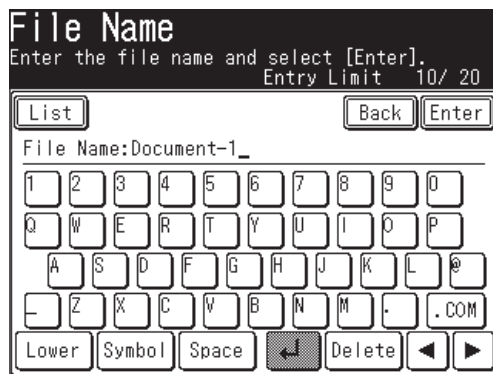 File Name
Enter the file name and select [Enter].
Entry Limit 10/ 20
List Back Enter
File Name:Document-1_
1 2 3 4 5 6 7 8 9 0
Q W E R T Y U I O P
A S D F G H J K L @
_ Z X C V B N M . .COM
Lower Symbol Space ↵ Delete ◀ ▶